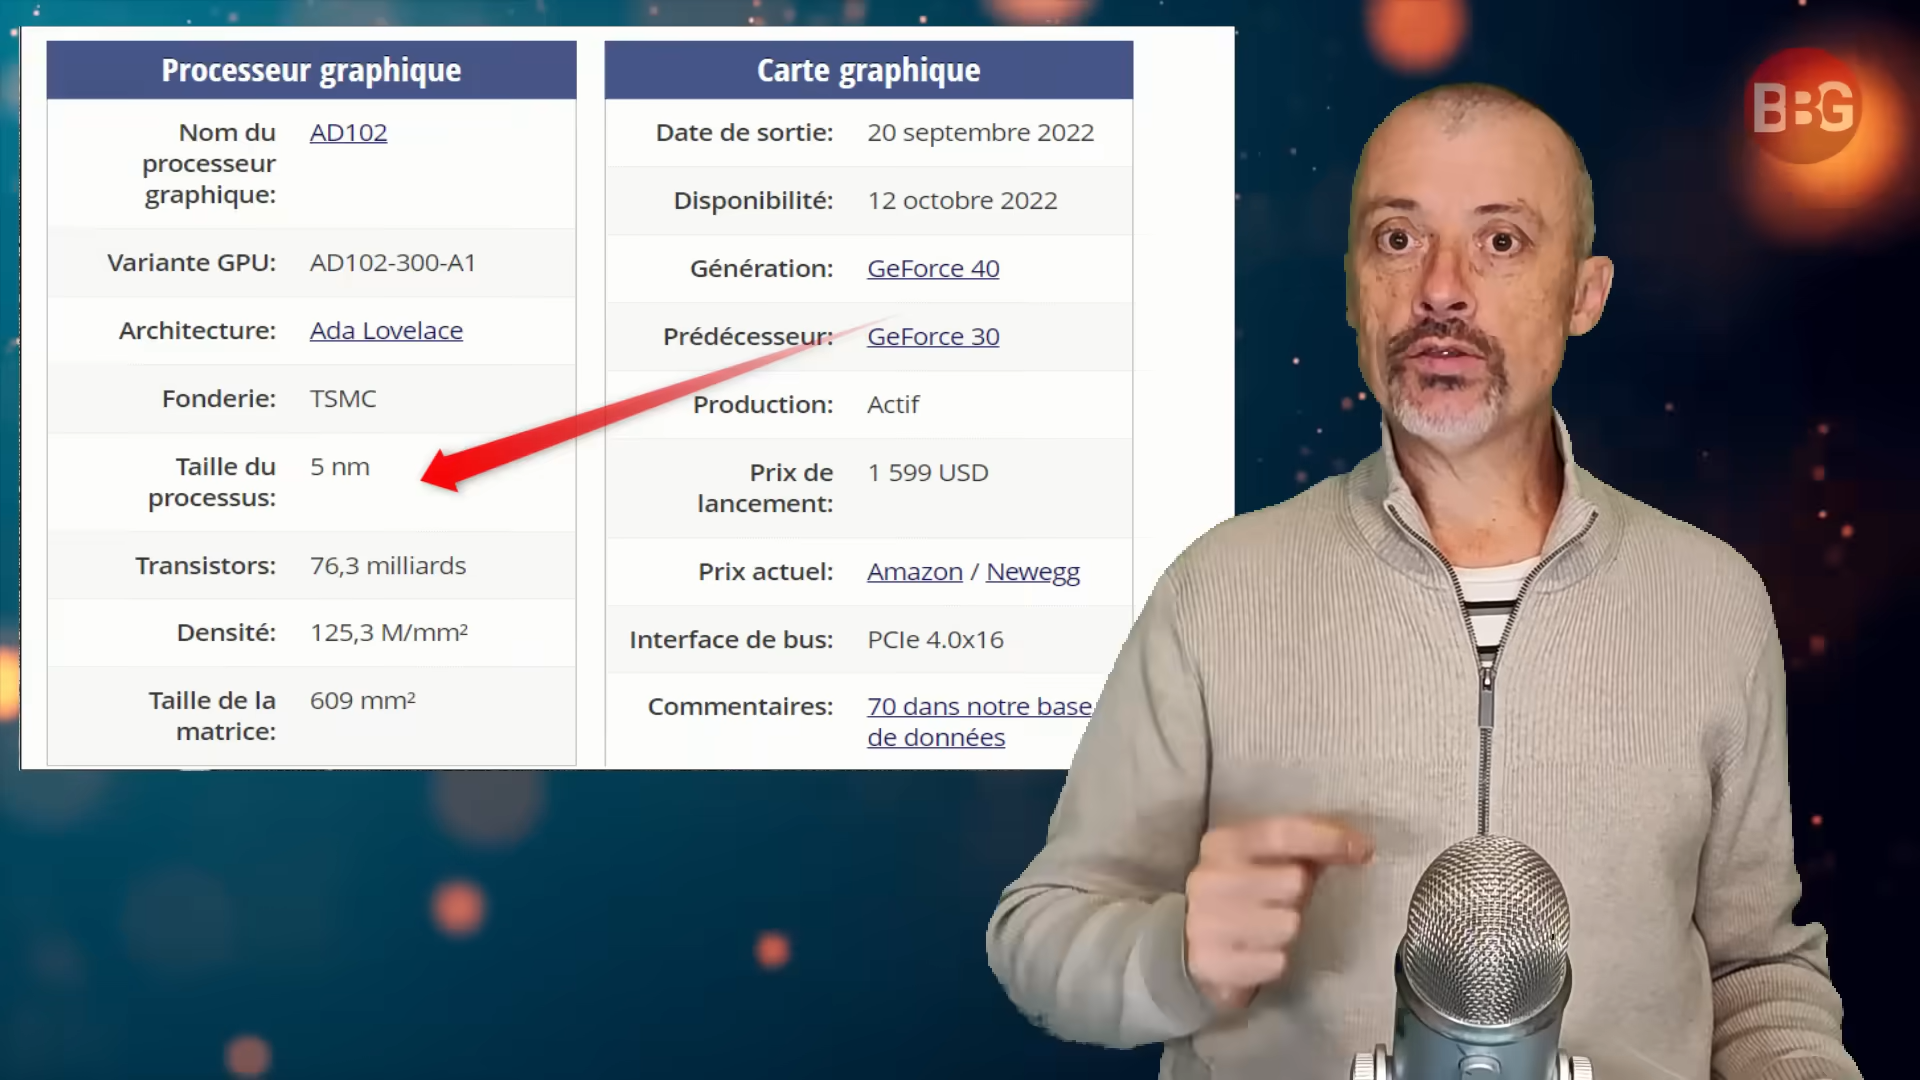 Processeur graphique
Nom du processeur graphique: AD102
Variante GPU: AD102-300-A1
Architecture: Ada Lovelace
Fonderie: TSMC
Taille du processus: 5 nm
Transistors: 76,3 milliards
Densité: 125,3 M/mm²
Taille de la matrice: 609 mm²
Carte graphique
Date de sortie: 20 septembre 2022
Disponibilité: 12 octobre 2022
Génération: GeForce 40
Prédécesseur: GeForce 30
Production: Actif
Prix de lancement: 1 599 USD
Prix actuel: Amazon / Newegg
Interface de bus: PCIe 4.0x16
Commentaires: 70 dans notre base de données
BBG